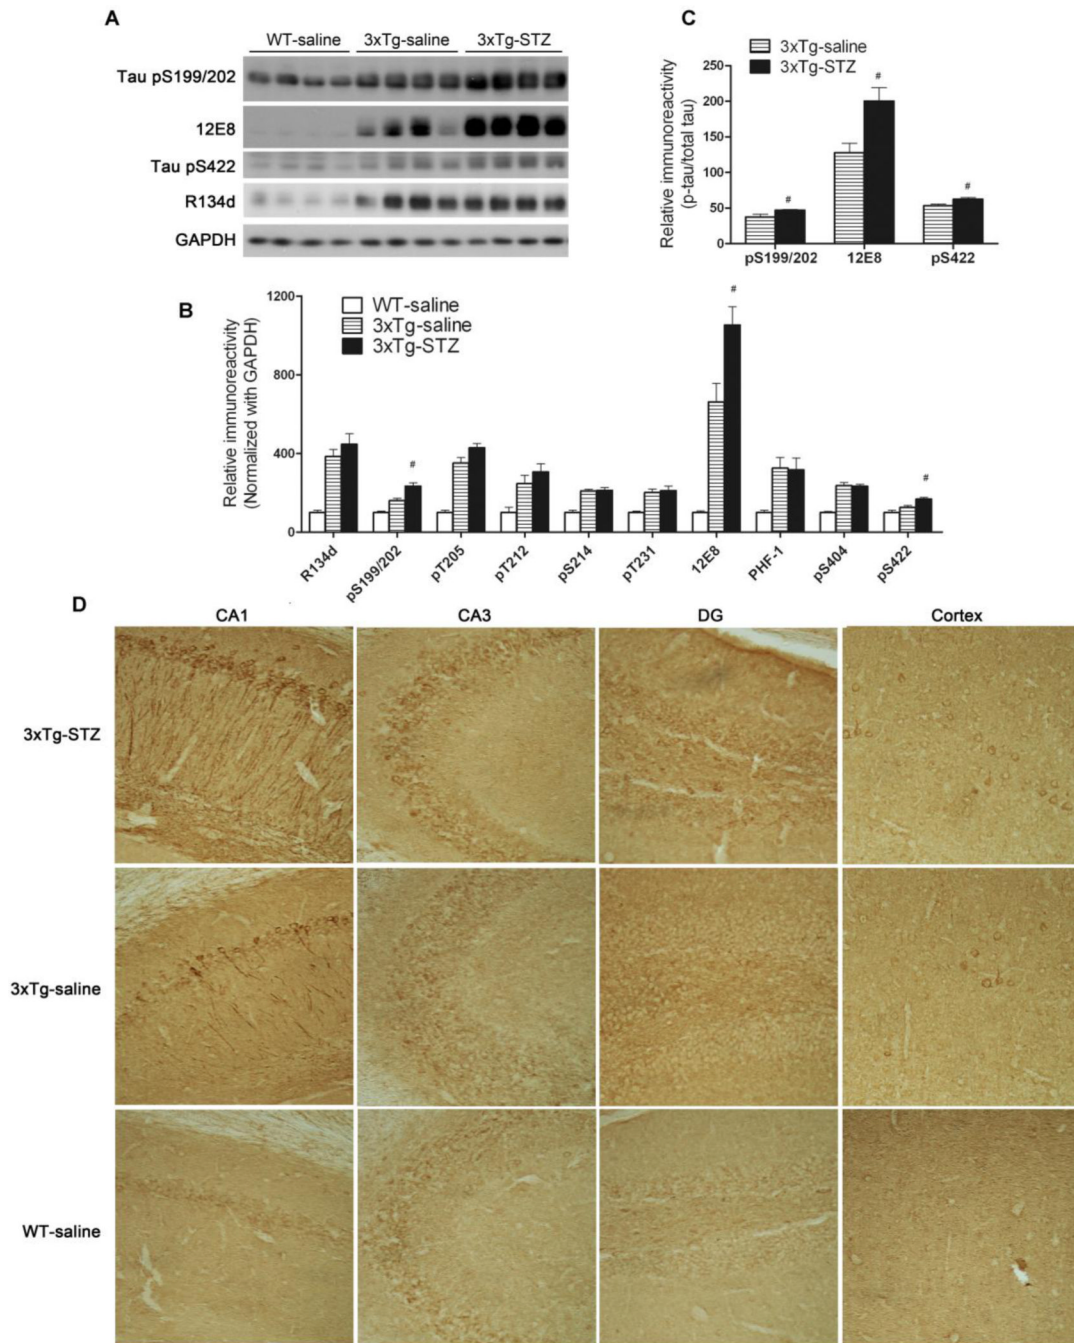 A
WT-saline 3xTg-saline 3xTg-STZ
Tau pS199/202
12E8
Tau pS422
R134d
GAPDH
C
3xTg-saline
3xTg-STZ
Relative immunoreactivity
(p-tau/total tau)
250
200
150
100
50
0
# # #
pS199/202 12E8 pS422
B
WT-saline
3xTg-saline
3xTg-STZ
Relative immunoreactivity
(Normalized with GAPDH)
1200
800
400
0
# # #
R134d pS199/202 pT205 pT212 pS214 pT231 12E8 PHF-1 pS404 pS422
D
CA1 CA3 DG Cortex
3xTg-STZ
3xTg-saline
WT-saline